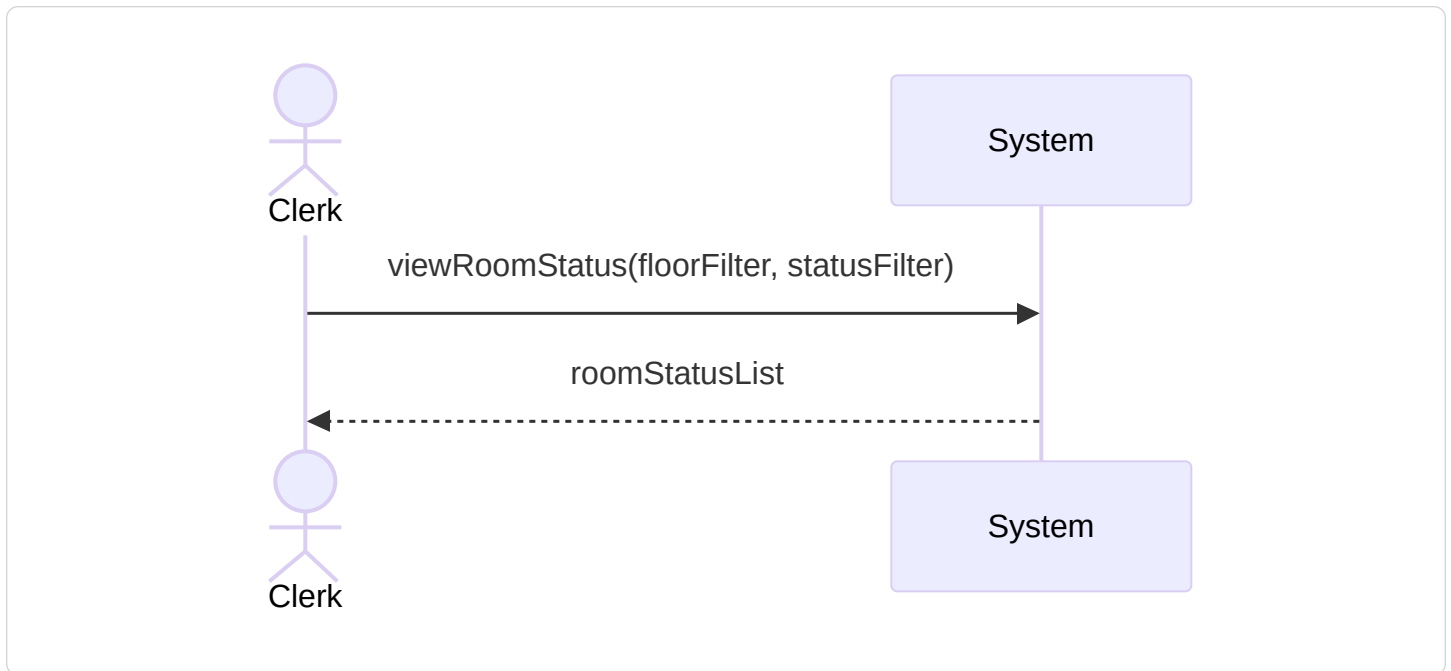 System
Clerk
viewRoomStatus(floorFilter, statusFilter)
roomStatusList
System
Clerk